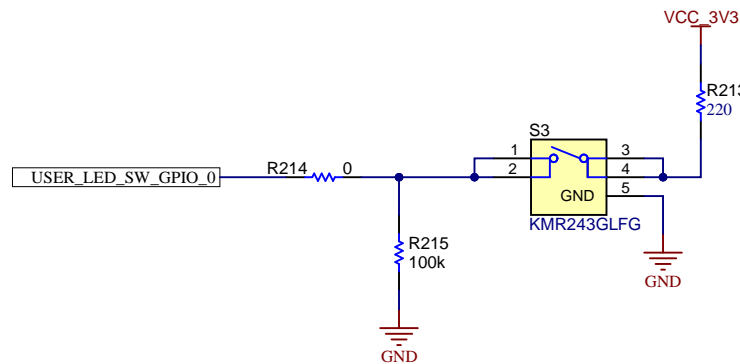 VCC_3V3
R213
220
S3
1
3
R214
0
2
4
USER_LED_SW_GPIO_0
GND
5
KMR243GLFG
R215
100k
GND
GND